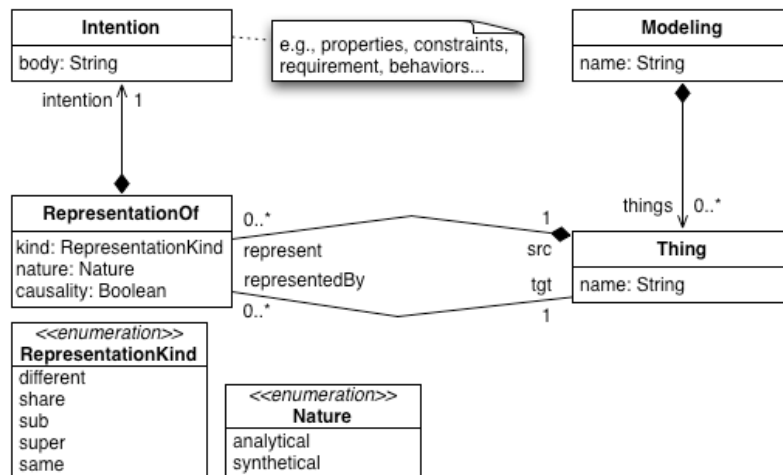 Intention
body: String
e.g., properties, constraints,
requirement, behaviors...
Modeling
name: String
intention 1
things 0..*
RepresentationOf
kind: RepresentationKind
nature: Nature
causality: Boolean
0..*
represent
representedBy
0..*
1
src
tgt
1
Thing
name: String
<<enumeration>>
RepresentationKind
different
share
sub
super
same
<<enumeration>>
Nature
analytical
synthetical